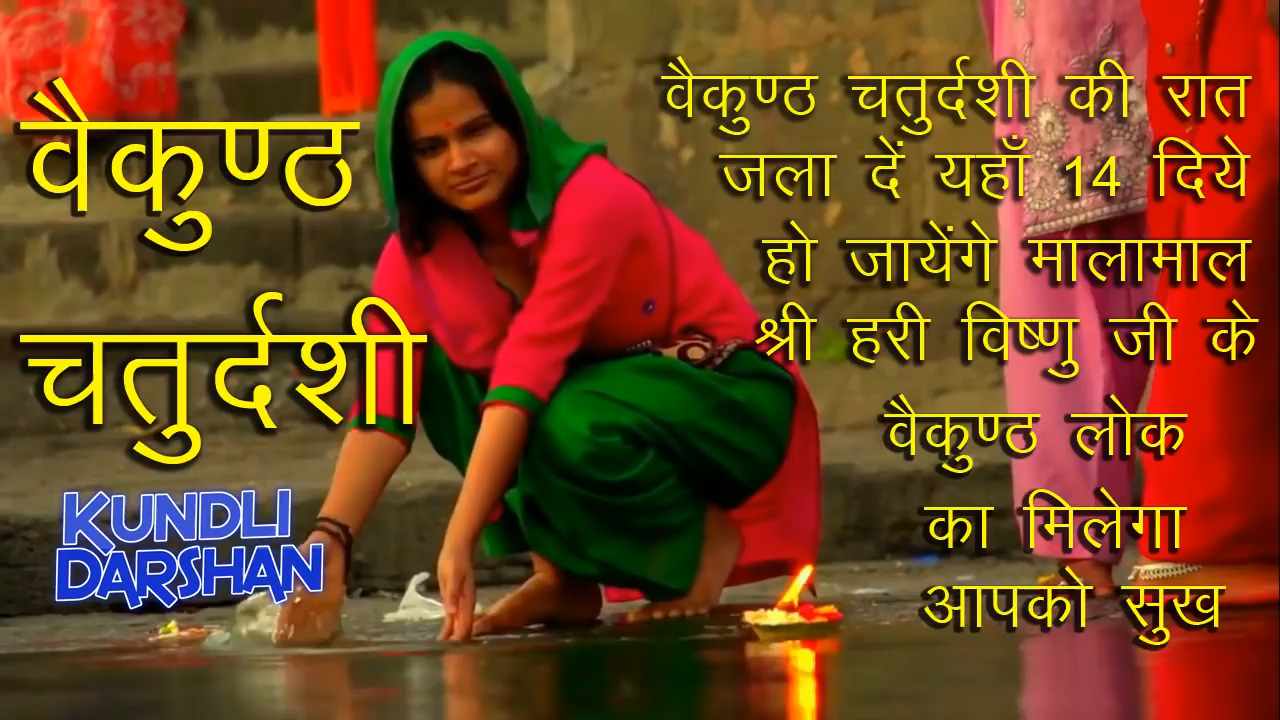 वैकुण्ठ
चतुर्दशी
KUNDLI
DARSHAN
वैकुण्ठ चतुर्दशी की रात
जला दें यहाँ 14 दिये
हो जायेंगे मालामाल
श्री हरी विष्णु जी के
वैकुण्ठ लोक
का मिलेगा
आपको सुख